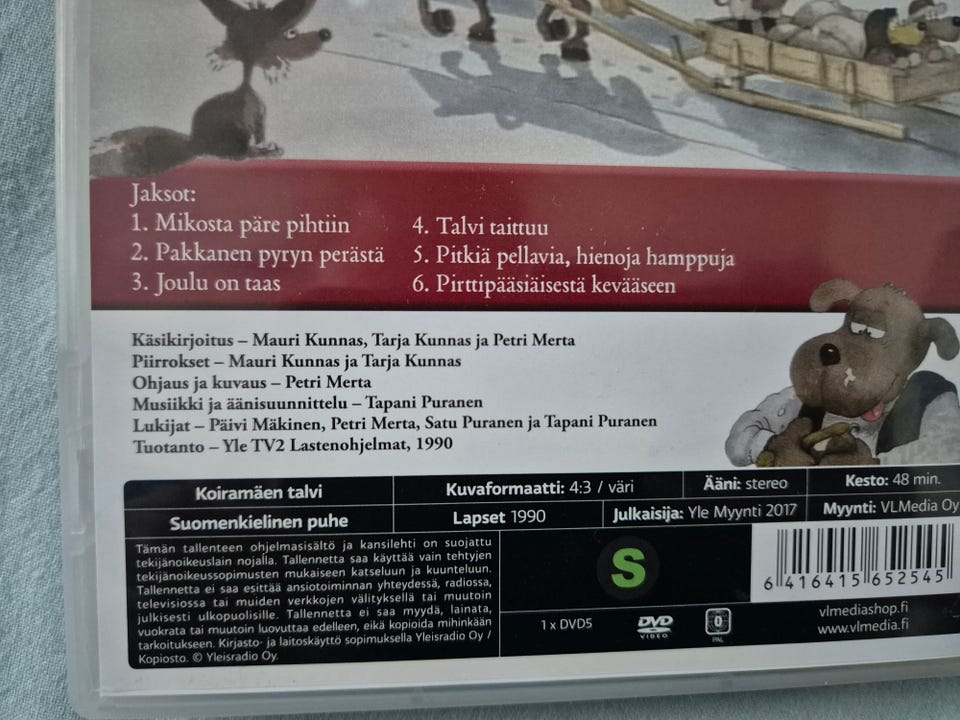 Jaksot:
1. Mikosta päre pihtiin
2. Pakkanen pyryn perästä
3. Joulu on taas
4. Talvi taittuu
5. Pitkiä pellavia, hienoja hamppuja
6. Pirttipääsiäisestä kevääseen
Käsikirjoitus – Mauri Kunnas, Tarja Kunnas ja Petri Merta
Piirrokset – Mauri Kunnas ja Tarja Kunnas
Ohjaus ja kuvaus – Petri Merta
Musiikki ja äänisuunnittelu – Tapani Puranen
Lukijat – Päivi Mäkinen, Petri Merta, Satu Puranen ja Tapani Puranen
Tuotanto – Yle TV2 Lastenohjelmat, 1990
Koiramäen talvi
Kuvaformaatti: 4:3 / väri
Ääni: stereo
Kesto: 48 min.
Suomenkielinen puhe
Lapset 1990
Julkaisija: Yle Myynti 2017
Myynti: VLMedia Oy
Tämän tallenteen ohjelmasisältö ja kansilehti on suojattu
tekijänoikeuslain nojalla. Tallennetta saa käyttää vain tehtyjen
tekijänoikeussopimusten mukaiseen katseluun ja kuunteluun.
Tallennetta ei saa esittää ansiotoiminnan yhteydessä, radiossa,
televisiossa tai muiden verkkojen välityksellä tai muutoin
julkisesti ulkopuolisille. Tallennetta ei saa myydä, lainata,
vuokrata tai muutoin luovuttaa edelleen, eikä kopioida mihinkään
tarkoitukseen. Kirjasto- ja laitoskäyttö sopimuksella Yleisradio Oy /
Kopiosto. © Yleisradio Oy.
S
6 416415 652545
1 x DVD5
DVD
VIDEO
0
PAL
vlmediashop.fi
www.vlmedia.fi